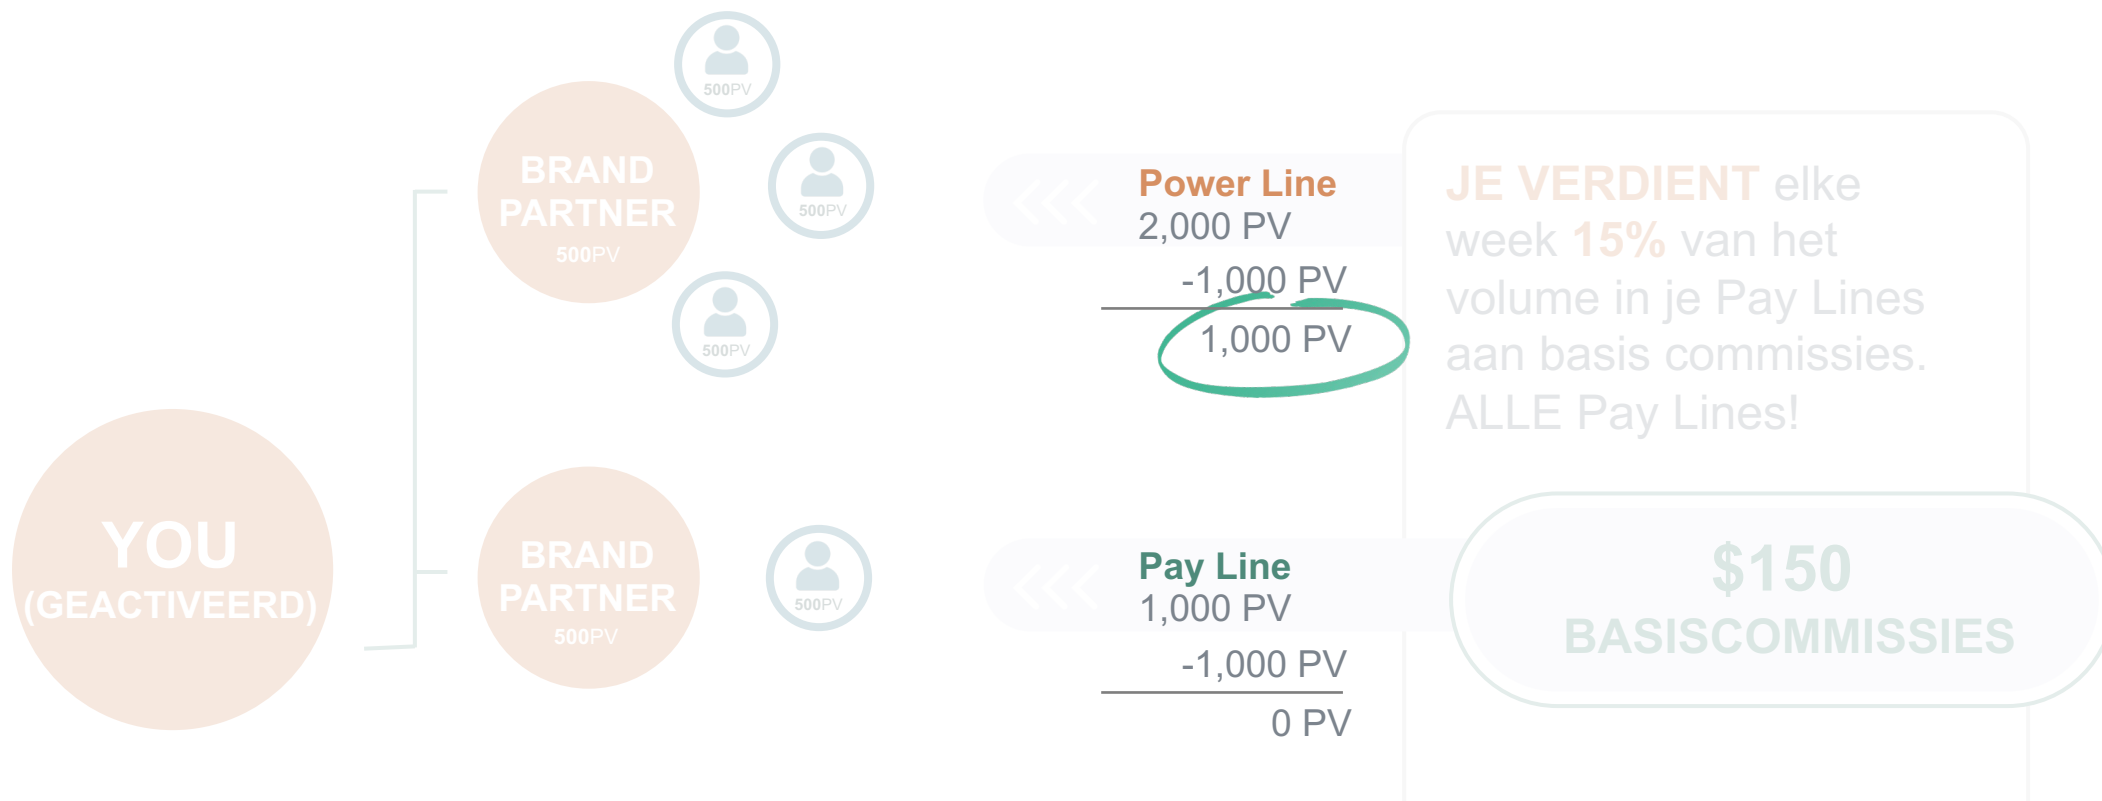 500PV
BRAND
PARTNER
500PV
500PV
500PV
YOU
(GEACTIVEERD)
BRAND
PARTNER
500PV
500PV
Power Line
2,000 PV
-1,000 PV
1,000 PV
Pay Line
1,000 PV
-1,000 PV
0 PV
JE VERDIENT elke
week 15% van het
volume in je Pay Lines
aan basis commissies.
ALLE Pay Lines!
$150
BASISCOMMISSIES